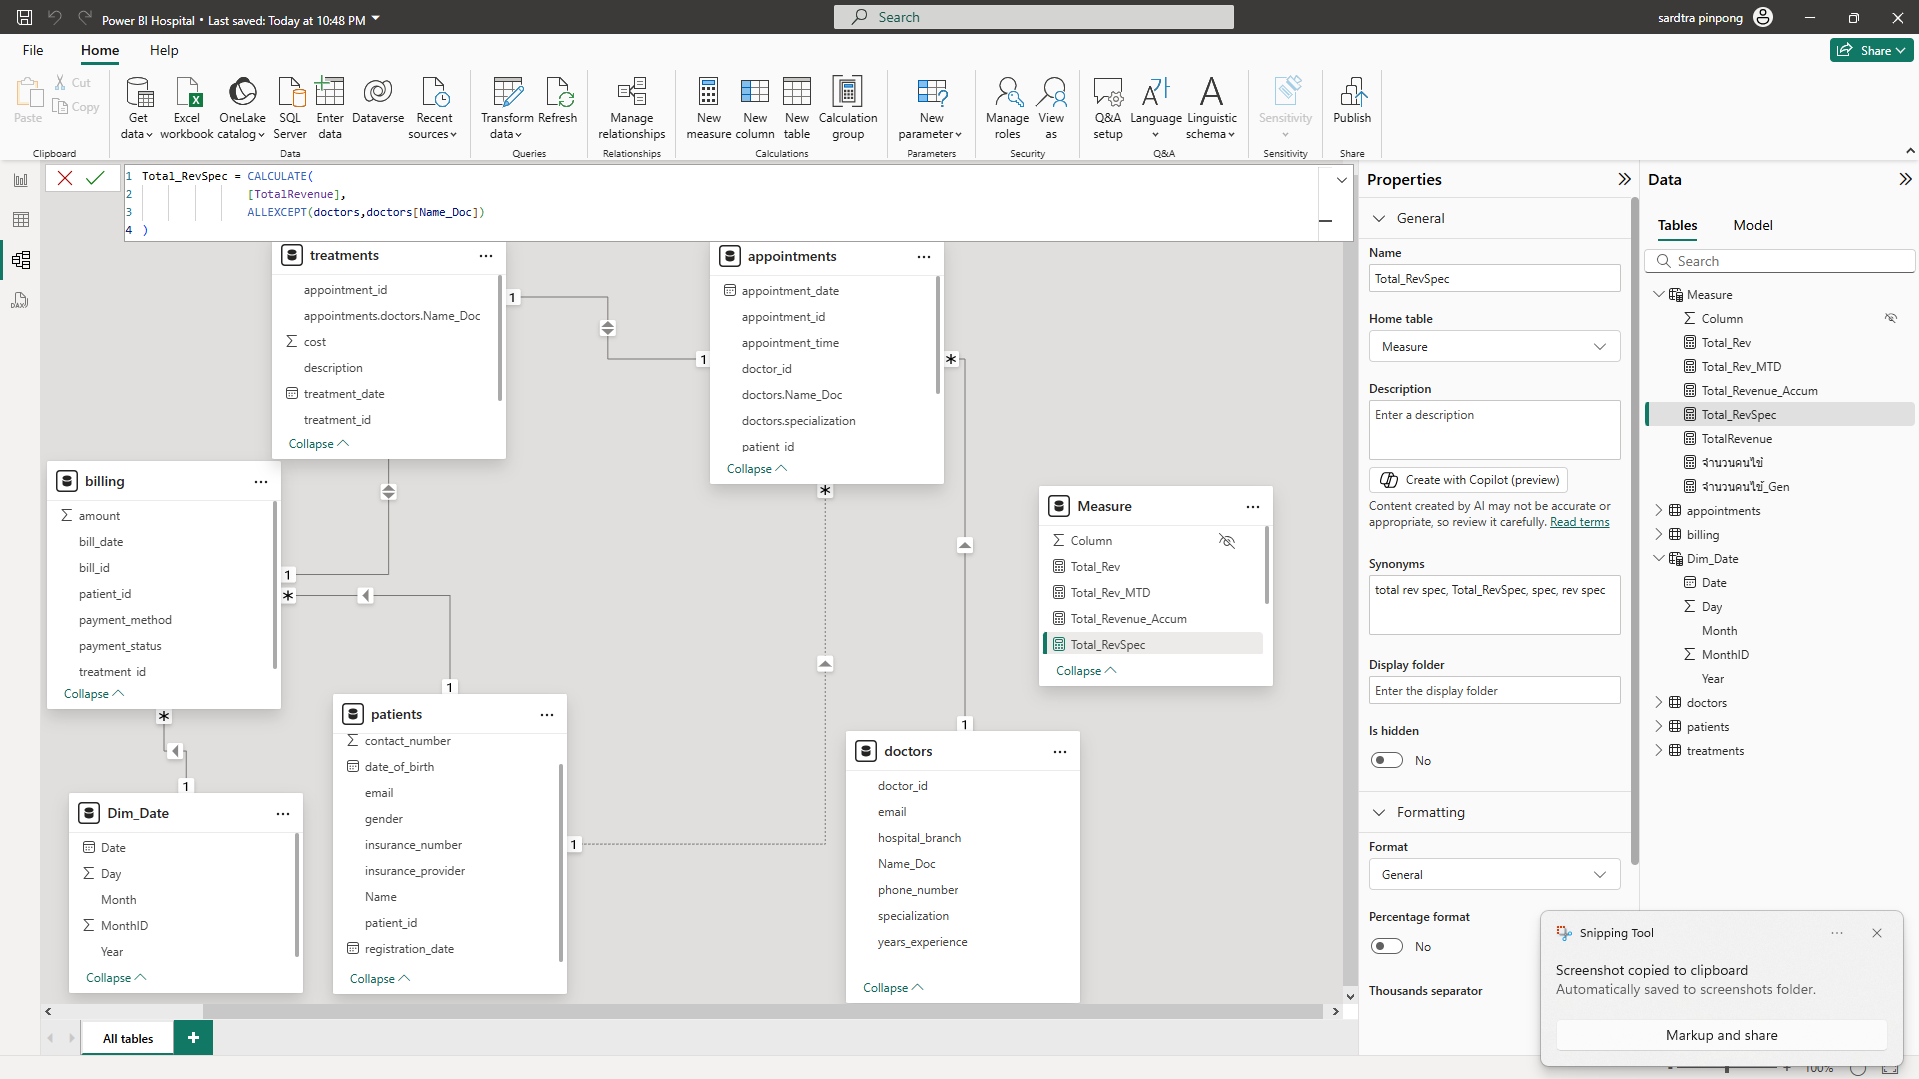 Power BI Hospital • Last saved: Today at 10:48 PM
Search
sardtra pinpong
File
Home
Help
Share
Paste
Cut
Copy
Get data
Excel workbook
OneLake catalog
SQL Server
Enter data
Dataverse
Recent sources
Transform data
Refresh
Manage relationships
New measure
New column
New table
Calculation group
New parameter
Manage roles
View as
Q&A setup
Language
Linguistic schema
Sensitivity
Publish
Clipboard
Data
Queries
Relationships
Calculations
Parameters
Security
Q&A
Sensitivity
Share
1 Total_RevSpec = CALCULATE(
2 [TotalRevenue],
3 ALLEXCEPT(doctors,doctors[Name_Doc])
4 )
treatments
appointment_id
appointments.doctors.Name_Doc
cost
description
treatment_date
treatment_id
Collapse
1
1
appointments
appointment_date
appointment_id
appointment_time
doctor_id
doctors.Name_Doc
doctors.specialization
patient_id
Collapse
*
*
billing
amount
bill_date
bill_id
patient_id
payment_method
payment_status
treatment_id
Collapse
1
*
*
1
1
Measure
Column
Total_Rev
Total_Rev_MTD
Total_Revenue_Accum
Total_RevSpec
Collapse
patients
contact_number
date_of_birth
email
gender
insurance_number
insurance_provider
Name
patient_id
registration_date
Collapse
1
1
doctors
doctor_id
email
hospital_branch
Name_Doc
phone_number
specialization
years_experience
Collapse
Dim_Date
Date
Day
Month
MonthID
Year
Collapse
All tables
+
Properties
General
Name
Total_RevSpec
Home table
Measure
Description
Enter a description
Create with Copilot (preview)
Content created by AI may not be accurate or
appropriate, so review it carefully. Read terms
Synonyms
total rev spec, Total_RevSpec, spec, rev spec
Display folder
Enter the display folder
Is hidden
No
Formatting
Format
General
Percentage format
No
Thousands separator
Data
Tables
Model
Search
Measure
Column
Total_Rev
Total_Rev_MTD
Total_Revenue_Accum
Total_RevSpec
TotalRevenue
จำนวนคนไข้
จำนวนคนไข้_Gen
appointments
billing
Dim_Date
Date
Day
Month
MonthID
Year
doctors
patients
treatments
Snipping Tool
Screenshot copied to clipboard
Automatically saved to screenshots folder.
Markup and share
100%